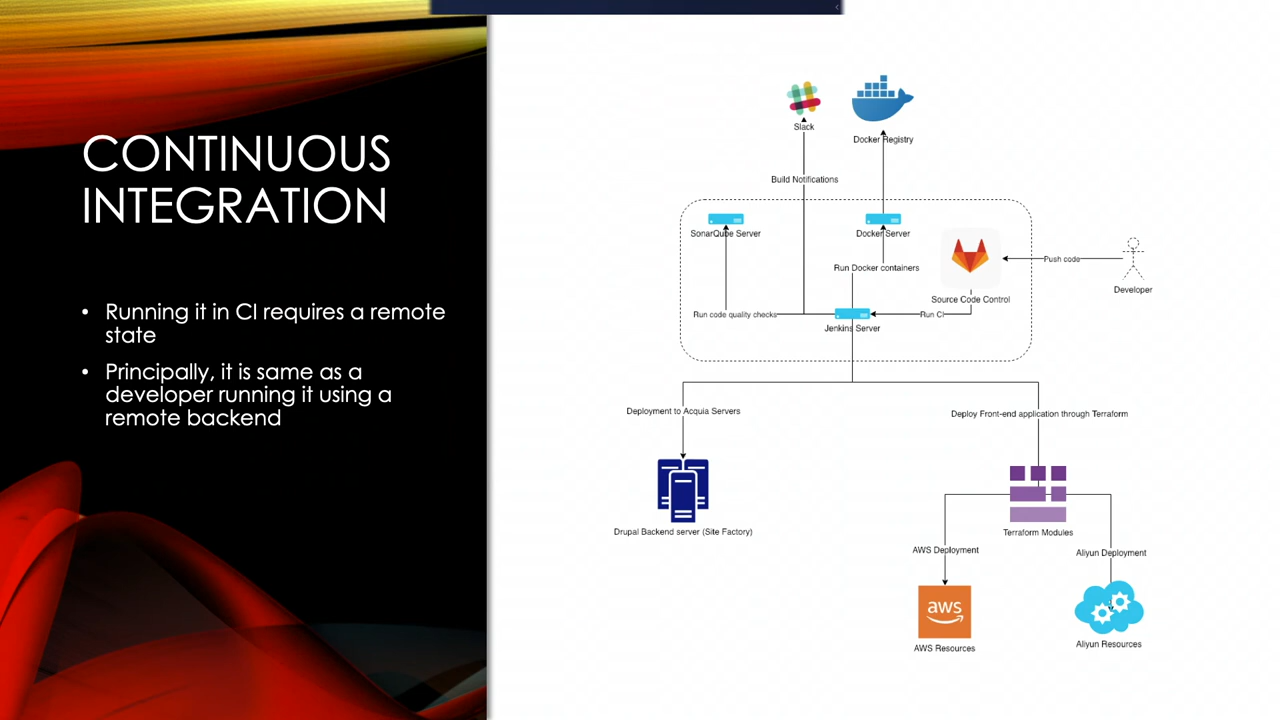 CONTINUOUS
INTEGRATION
• Running it in CI requires a remote
state
• Principally, it is same as a
developer running it using a
remote backend
Slack
Docker Registry
Build Notifications
SonarQube Server
Docker Server
Run Docker containers
Push code
Developer
Source Code Control
Run code quality checks
Run CI
Jenkins Server
Deployment to Acquia Servers
Deploy Front-end application through Terraform
Drupal Backend server (Site Factory)
Terraform Modules
AWS Deployment
Aliyun Deployment
aws
AWS Resources
Aliyun Resources